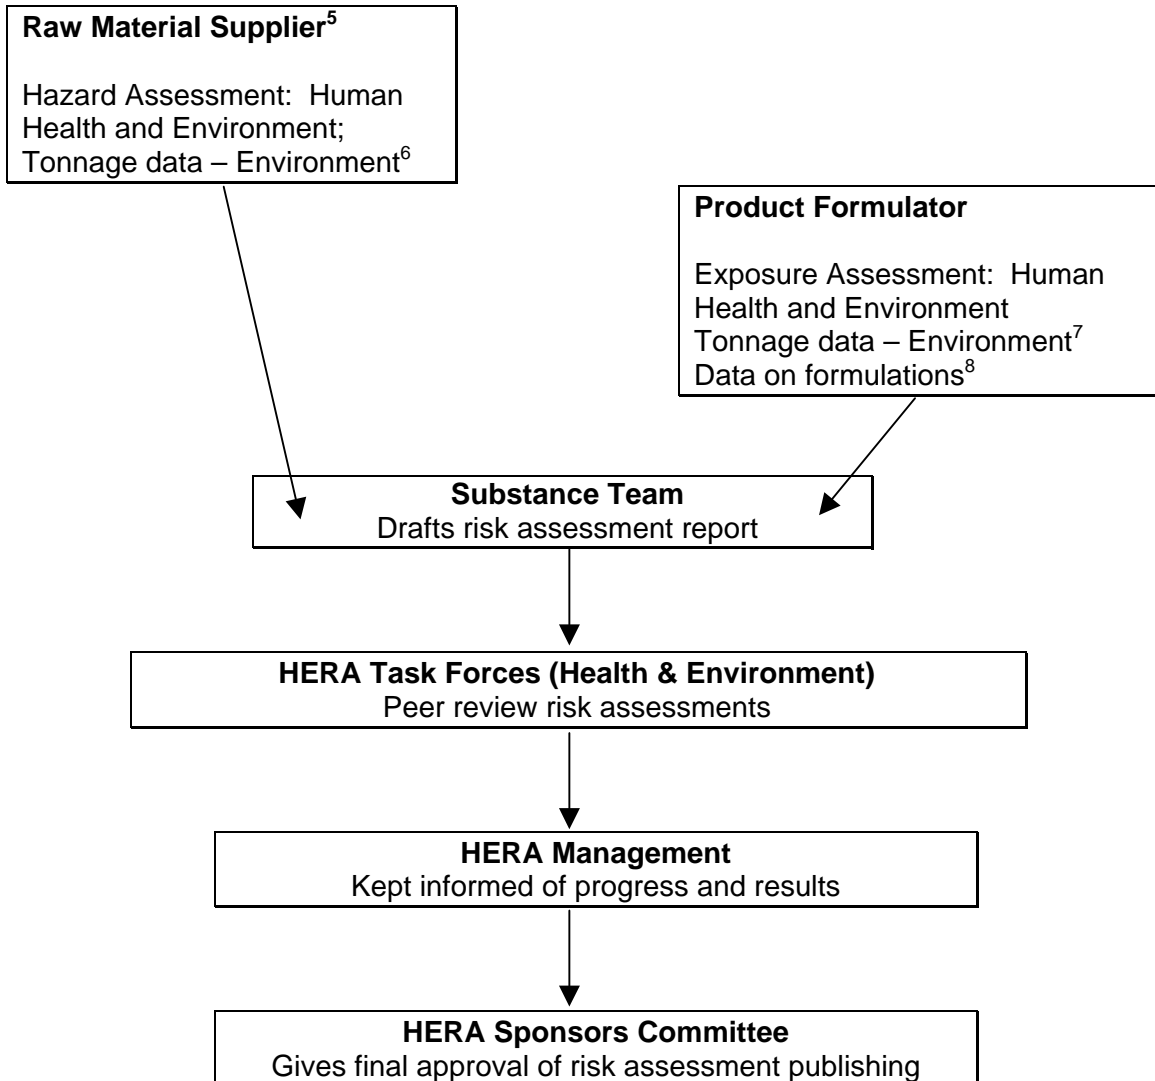 Raw Material Supplier⁵
Hazard Assessment: Human
Health and Environment;
Tonnage data – Environment⁶
Product Formulator
Exposure Assessment: Human
Health and Environment
Tonnage data – Environment⁷
Data on formulations⁸
Substance Team
Drafts risk assessment report
HERA Task Forces (Health & Environment)
Peer review risk assessments
HERA Management
Kept informed of progress and results
HERA Sponsors Committee
Gives final approval of risk assessment publishing